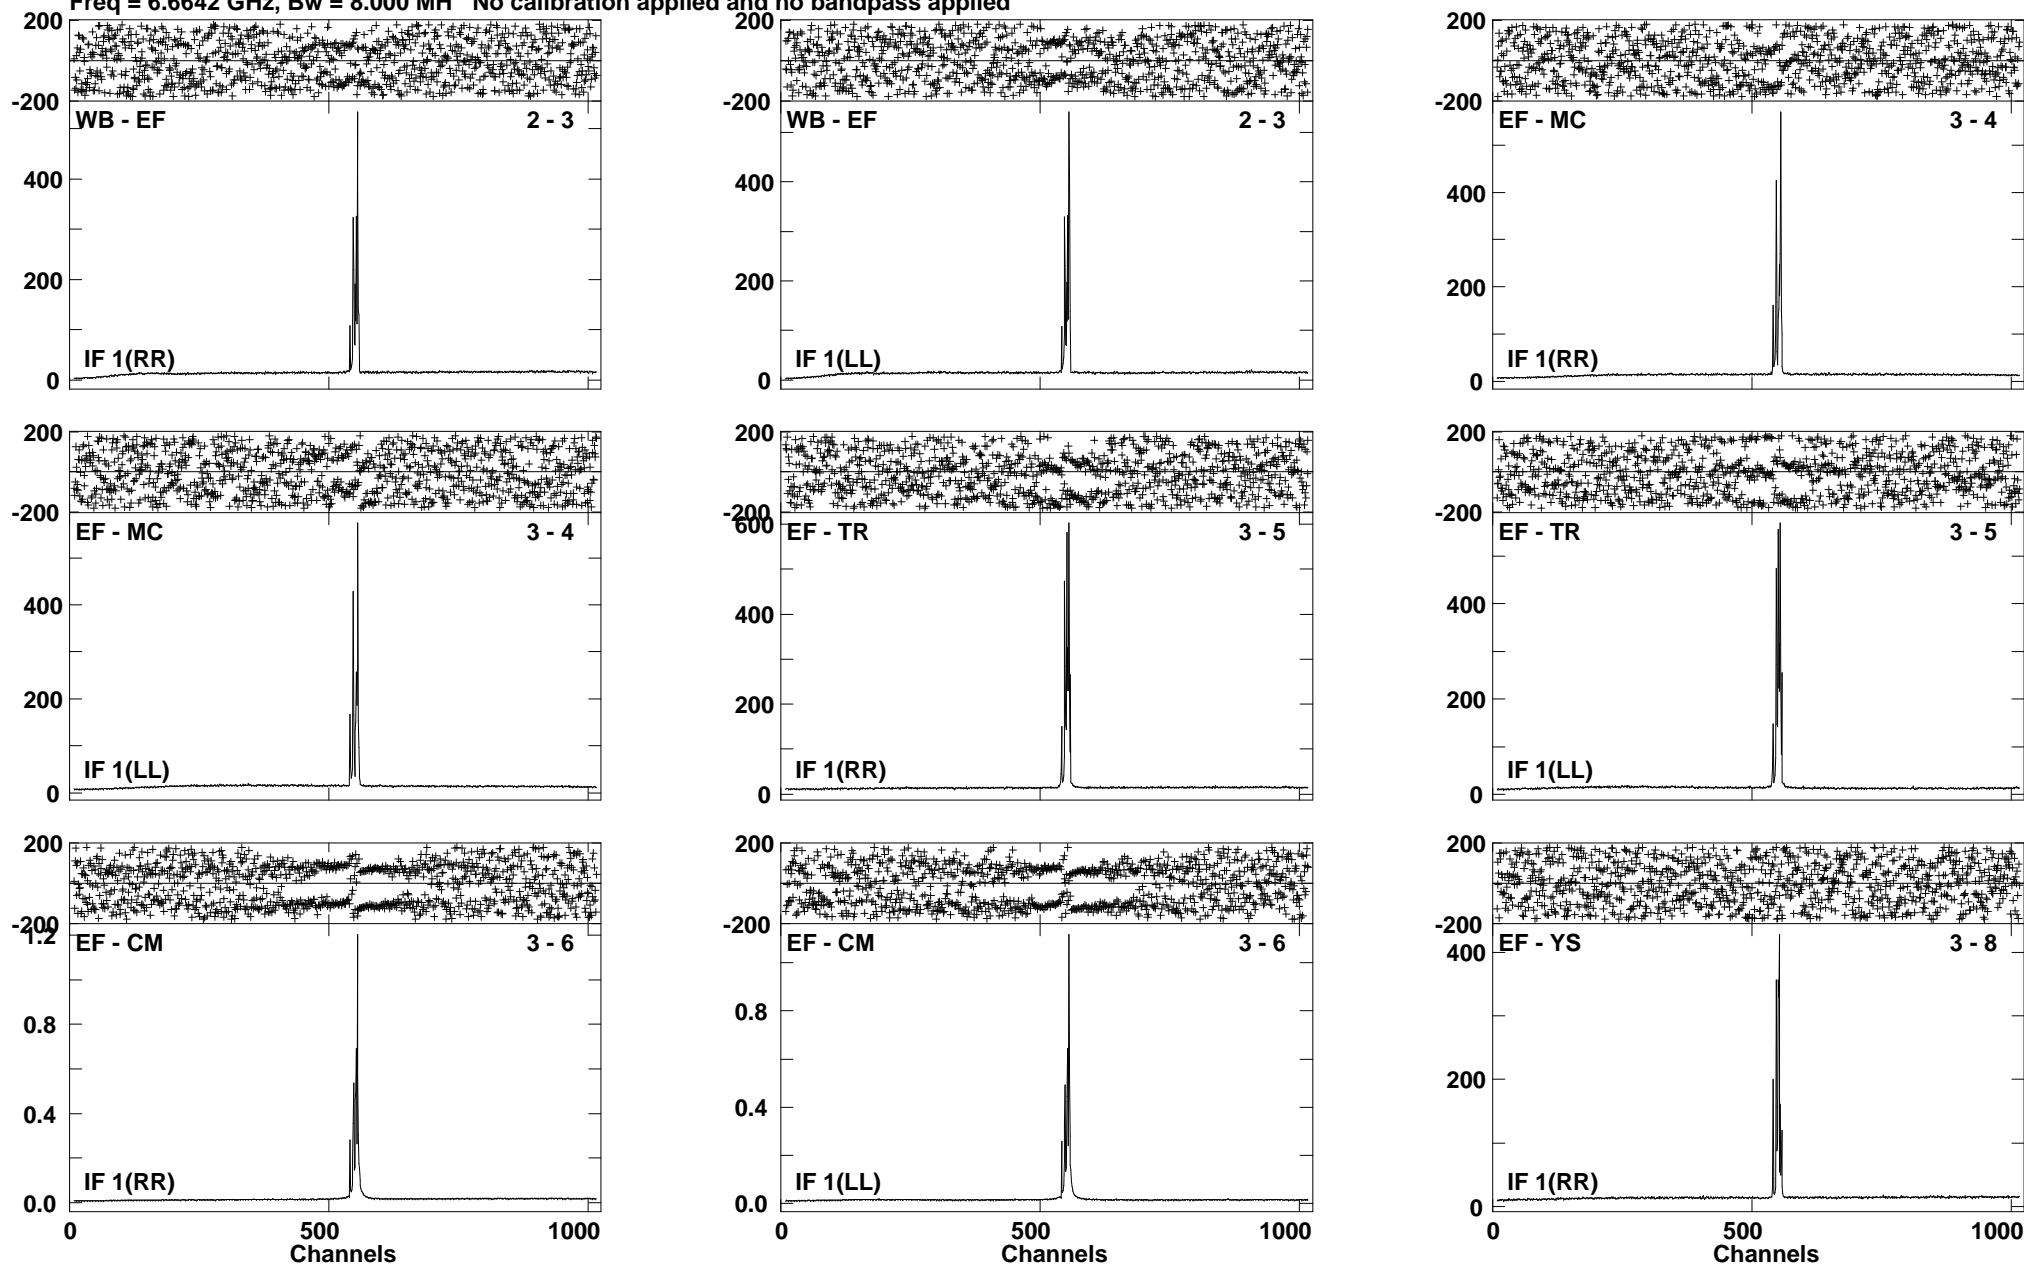 Freq = 6.6642 GHz, Bw = 8.000 MH No calibration applied and no bandpass applied
200 200 200
-200 -200 -200
WB - EF 2 - 3 WB - EF 2 - 3 EF - MC 3 - 4
400 400 400
200 200 200
IF 1(RR) IF 1(LL) IF 1(RR)
0 0 0
200 200 200
-200 -200 -200
600
EF - MC 3 - 4 EF - TR 3 - 5 EF - TR 3 - 5
400 400 400
200 200 200
IF 1(LL) IF 1(RR) IF 1(LL)
0 0 0
200 200 200
-200 -200 -200
1.2
EF - CM 3 - 6 EF - CM 3 - 6 EF - YS 3 - 8
400
0.8 0.8
200
0.4 0.4
IF 1(RR) IF 1(LL) IF 1(RR)
0.0 0.0 0
0 500 1000 0 500 1000 0 500 1000
Channels Channels Channels